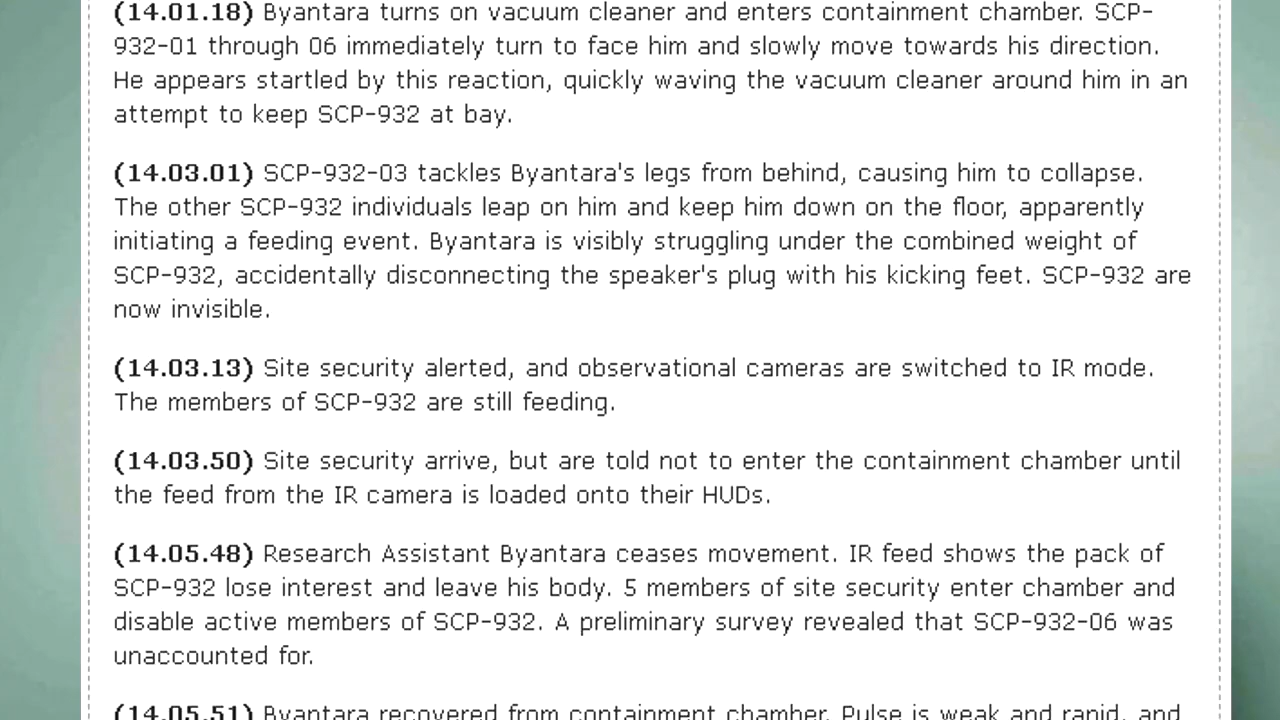 (14.01.18) Byantara turns on vacuum cleaner and enters containment chamber. SCP-
932-01 through 06 immediately turn to face him and slowly move towards his direction.
He appears startled by this reaction, quickly waving the vacuum cleaner around him in an
attempt to keep SCP-932 at bay.
(14.03.01) SCP-932-03 tackles Byantara's legs from behind, causing him to collapse.
The other SCP-932 individuals leap on him and keep him down on the floor, apparently
initiating a feeding event. Byantara is visibly struggling under the combined weight of
SCP-932, accidentally disconnecting the speaker's plug with his kicking feet. SCP-932 are
now invisible.
(14.03.13) Site security alerted, and observational cameras are switched to IR mode.
The members of SCP-932 are still feeding.
(14.03.50) Site security arrive, but are told not to enter the containment chamber until
the feed from the IR camera is loaded onto their HUDs.
(14.05.48) Research Assistant Byantara ceases movement. IR feed shows the pack of
SCP-932 lose interest and leave his body. 5 members of site security enter chamber and
disable active members of SCP-932. A preliminary survey revealed that SCP-932-06 was
unaccounted for.
(14.05.51) Byantara recovered from containment chamber. Pulse is weak and rapid, and